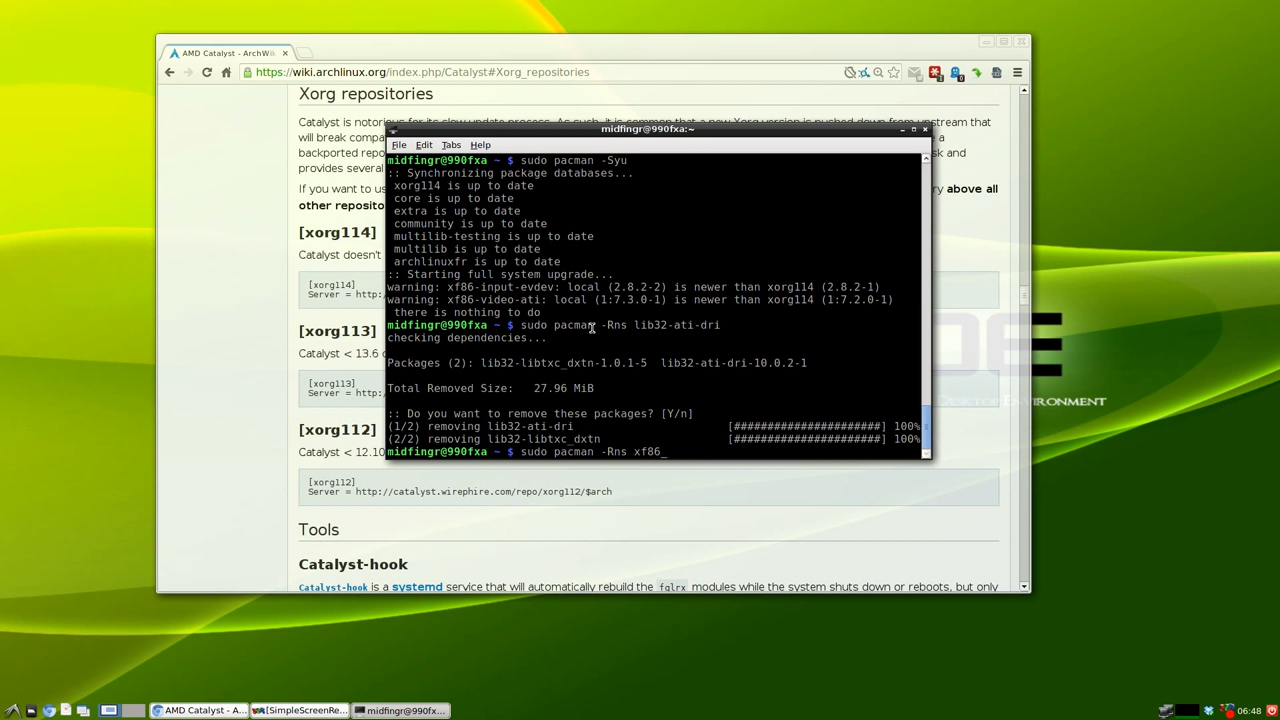 AMD Catalyst - ArchWi
https://wiki.archlinux.org/index.php/Catalyst#Xorg_repositories
Xorg repositories
Catalyst is notorious for its slow update process. As such, it is common that a new Xorg version is pushed down from upstream that
will break compa
backported repo
provides several
If you want to us
above all
other reposito
[xorg114]
Catalyst doesn't
[xorg114]
Server = http:
[xorg113]
Catalyst < 13.6
[xorg113]
Server = http:
[xorg112]
Catalyst < 12.10
[xorg112]
Server = http://catalyst.wirephire.com/repo/xorg112/$arch
Tools
Catalyst-hook
Catalyst-hook is a systemd service that will automatically rebuild the fglrx modules while the system shuts down or reboots, but only
midfingr@990fxa:~
File Edit Tabs Help
midfingr@990fxa ~ $ sudo pacman -Syu
:: Synchronizing package databases...
xorg114 is up to date
core is up to date
extra is up to date
community is up to date
multilib-testing is up to date
multilib is up to date
archlinuxfr is up to date
:: Starting full system upgrade...
warning: xf86-input-evdev: local (2.8.2-2) is newer than xorg114 (2.8.2-1)
warning: xf86-video-ati: local (1:7.3.0-1) is newer than xorg114 (1:7.2.0-1)
there is nothing to do
midfingr@990fxa ~ $ sudo pacman -Rns lib32-ati-dri
checking dependencies...
Packages (2): lib32-libtxc_dxtn-1.0.1-5  lib32-ati-dri-10.0.2-1
Total Removed Size:   27.96 MiB
:: Do you want to remove these packages? [Y/n]
(1/2) removing lib32-ati-dri [######################] 100%
(2/2) removing lib32-libtxc_dxtn [######################] 100%
midfingr@990fxa ~ $ sudo pacman -Rns xf86_
DE
Desktop Environment
AMD Catalyst - A...
[SimpleScreenRe...
midfingr@990fx...
06:48